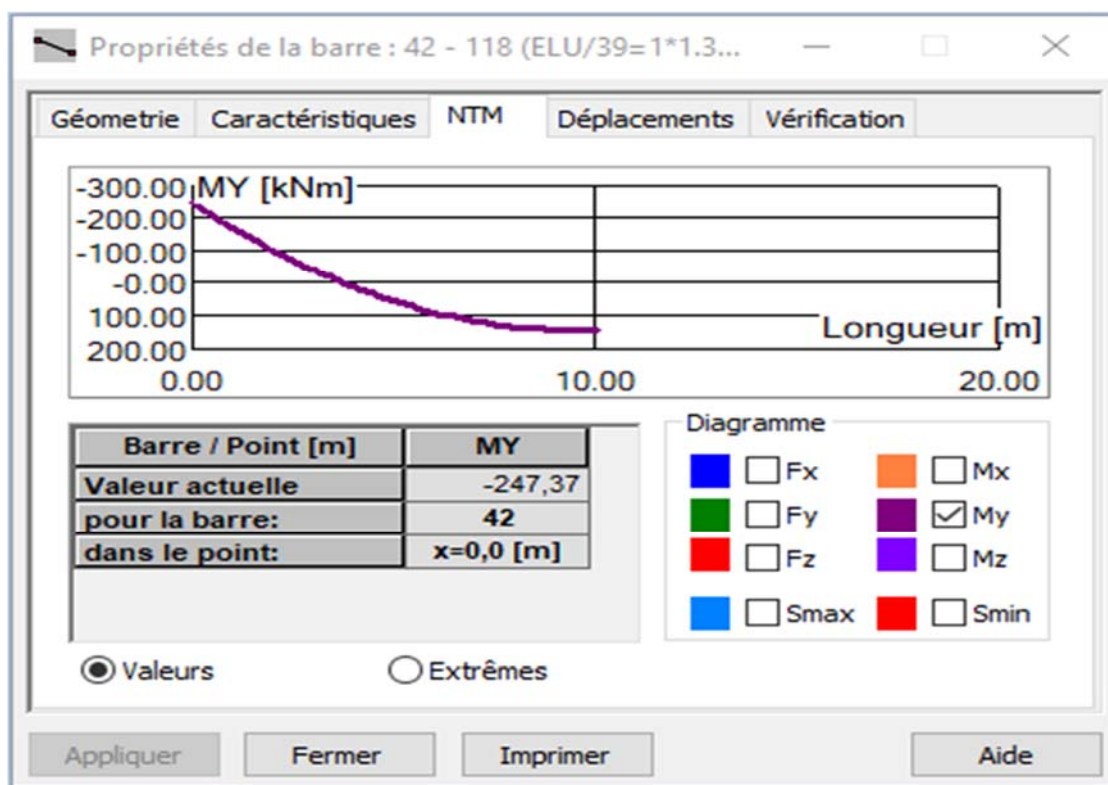 Propriétés de la barre : 42 - 118 (ELU/39=1*1.3...
Géometrie Caractéristiques NTM Déplacements Vérification
-300.00 MY [kNm]
-200.00
-100.00
-0.00
100.00
Longueur [m]
200.00
0.00 10.00 20.00
Barre / Point [m] MY
Valeur actuelle -247,37
pour la barre: 42
dans le point: x=0,0 [m]
Diagramme
Fx Mx
Fy My
Fz Mz
Smax Smin
Valeurs Extrêmes
Appliquer Fermer Imprimer Aide